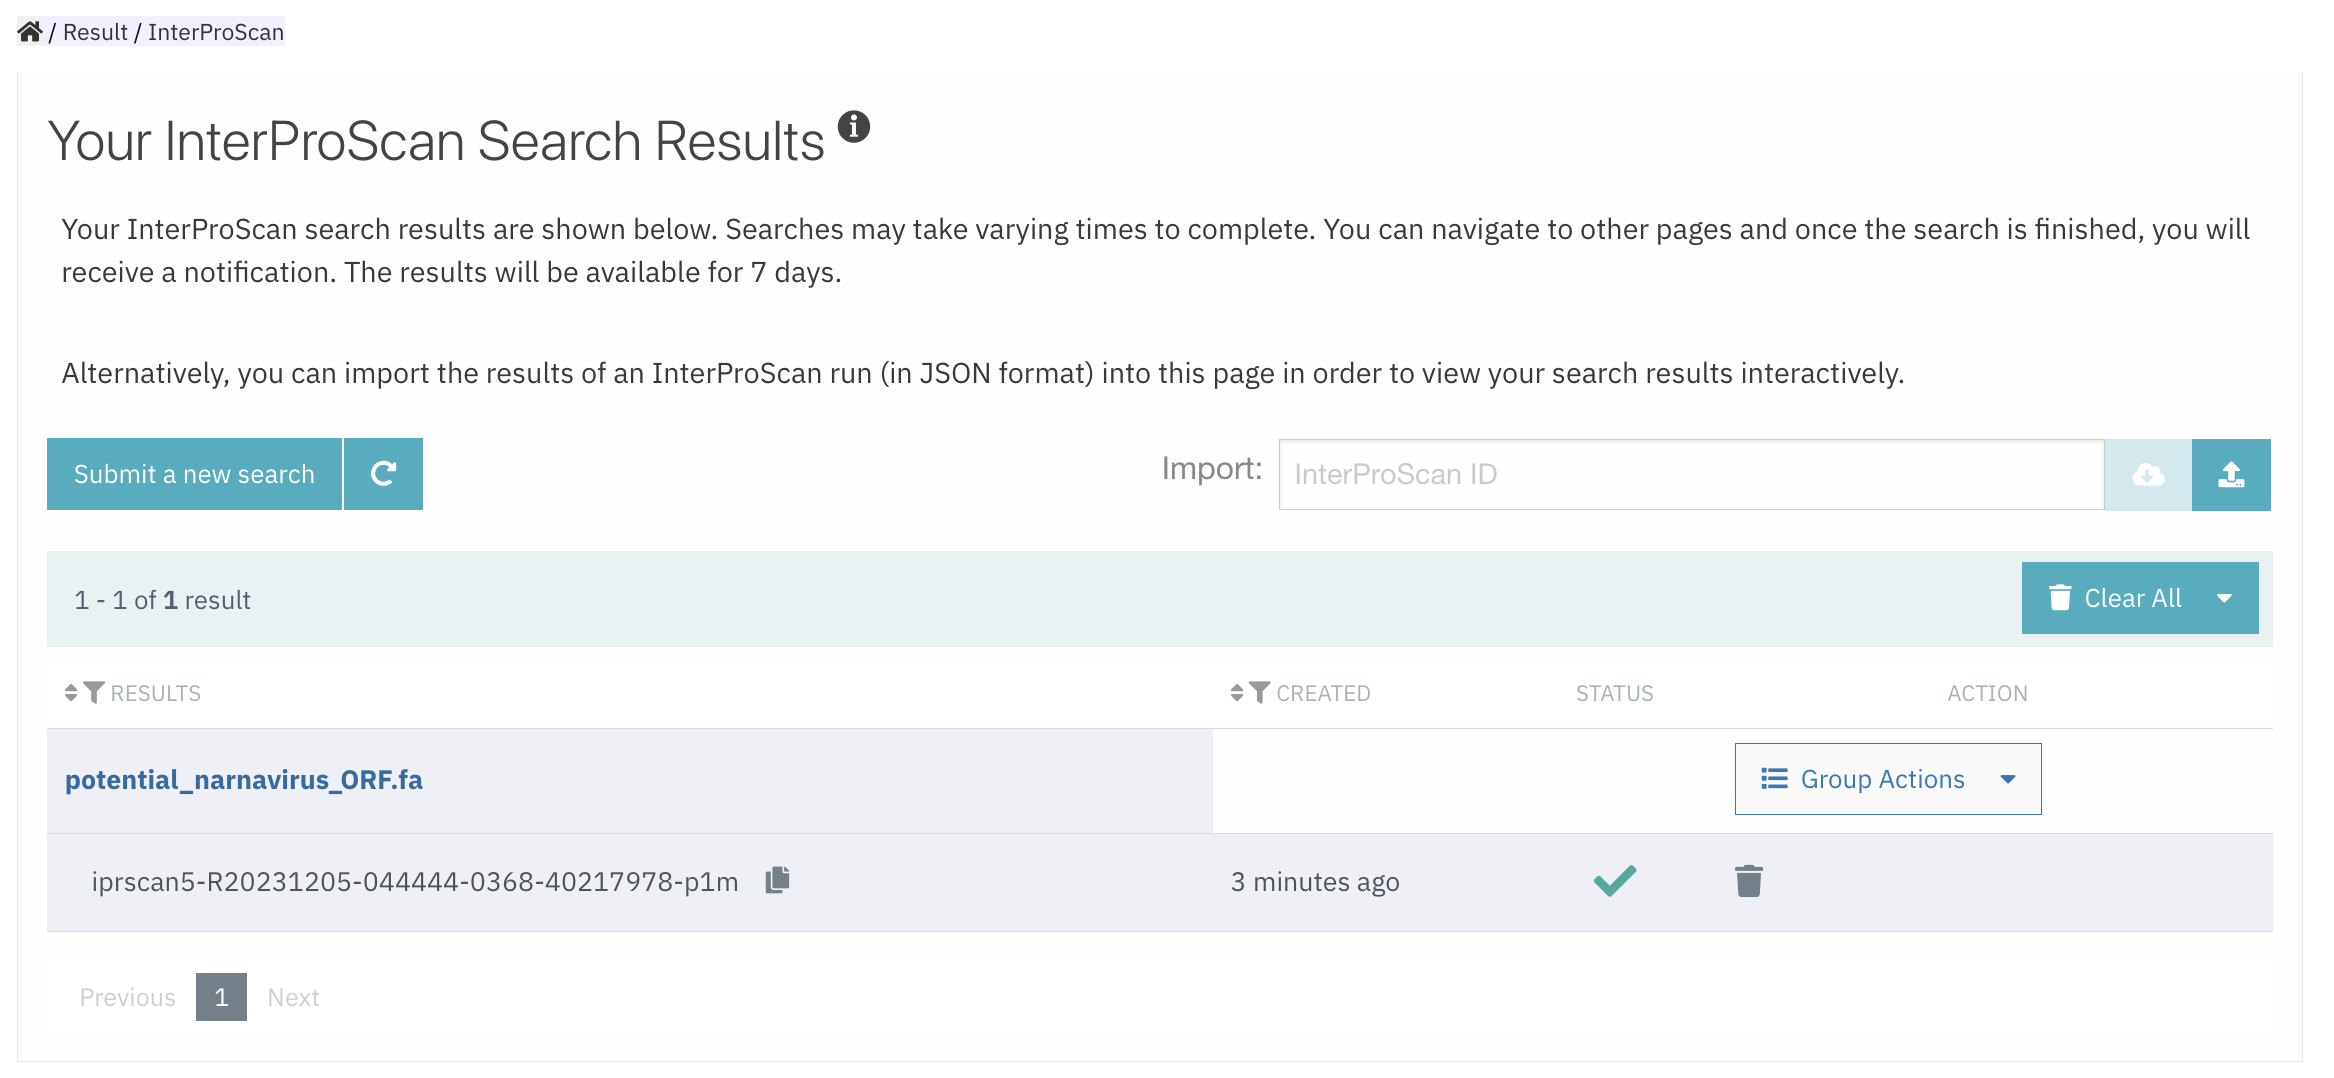 / Result / InterProScan
Your InterProScan Search Results
Your InterProScan search results are shown below. Searches may take varying times to complete. You can navigate to other pages and once the search is finished, you will
receive a notification. The results will be available for 7 days.
Alternatively, you can import the results of an InterProScan run (in JSON format) into this page in order to view your search results interactively.
Submit a new search Import: InterProScan ID
1 - 1 of 1 result Clear All
RESULTS CREATED STATUS ACTION
potential_narnavirus_ORF.fa Group Actions
iprscan5-R20231205-044444-0368-40217978-p1m 3 minutes ago
Previous 1 Next